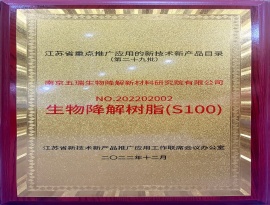 江苏省重点推广应用的新技术新产品目录
(第二十九批)
南京五瑞生物降解新材料研究院有限公司
NO.202202002
生物降解树脂(S100)
江苏省新技术新产品推广应用工作联席会议办公室
二〇二二年十二月